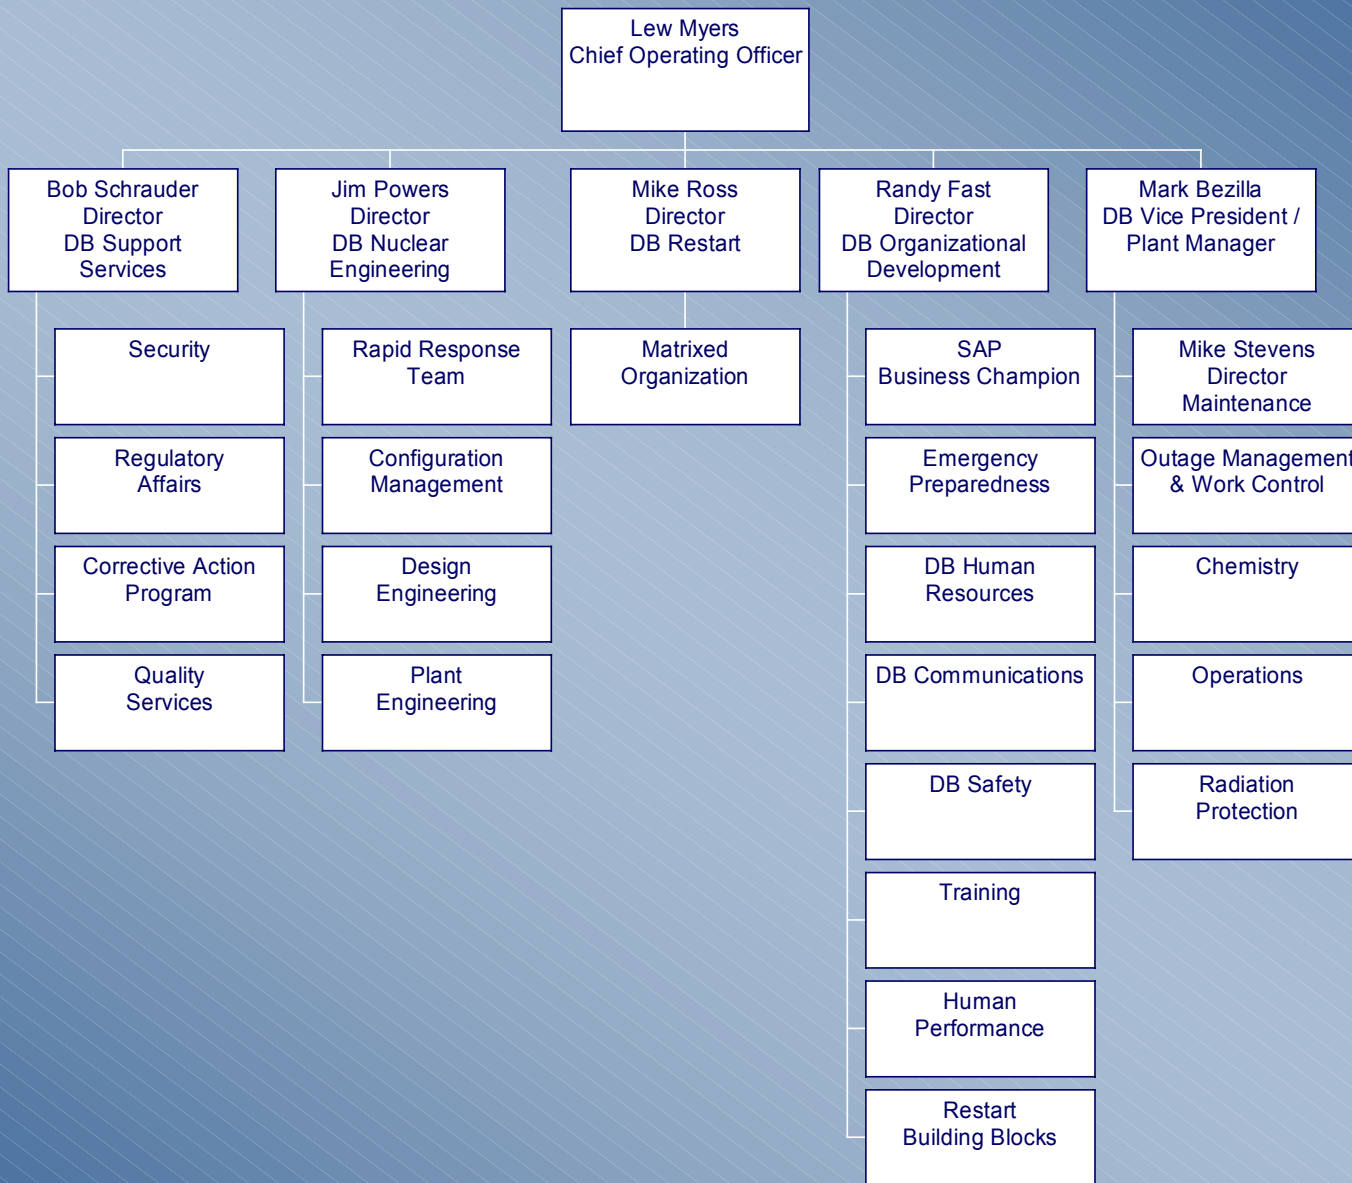 Lew Myers
Chief Operating Officer
Bob Schrauder
Director
DB Support
Services
Jim Powers
Director
DB Nuclear
Engineering
Mike Ross
Director
DB Restart
Randy Fast
Director
DB Organizational
Development
Mark Bezilla
DB Vice President /
Plant Manager
Security
Regulatory
Affairs
Corrective Action
Program
Quality
Services
Rapid Response
Team
Configuration
Management
Design
Engineering
Plant
Engineering
Matrixed
Organization
SAP
Business Champion
Emergency
Preparedness
DB Human
Resources
DB Communications
DB Safety
Training
Human
Performance
Restart
Building Blocks
Mike Stevens
Director
Maintenance
Outage Management
& Work Control
Chemistry
Operations
Radiation
Protection